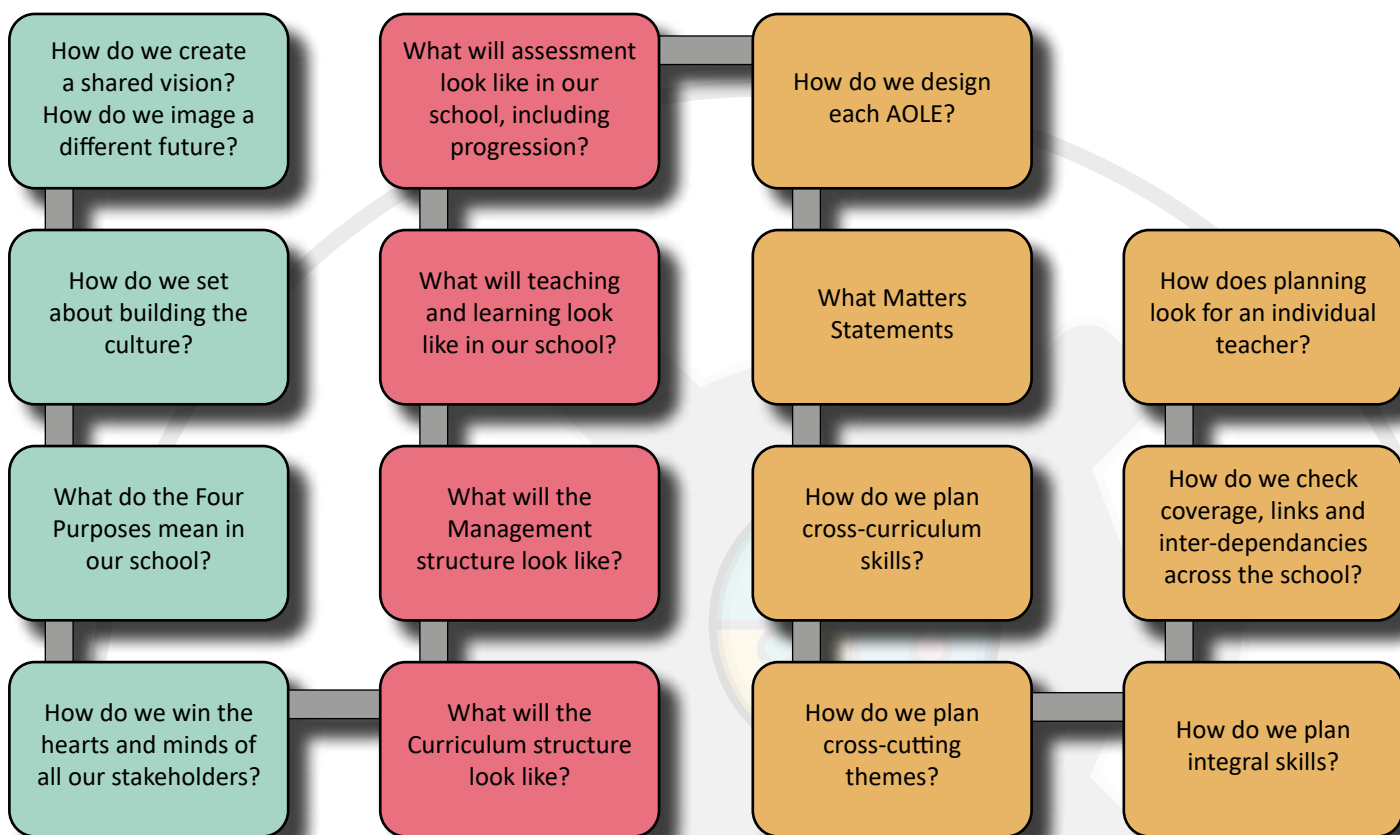 How do we create
a shared vision?
How do we image a
different future?
How do we set
about building the
culture?
What do the Four
Purposes mean in
our school?
How do we win the
hearts and minds of
all our stakeholders?
What will the
Curriculum structure
look like?
What will the
Management
structure look like?
What will teaching
and learning look
like in our school?
What will assessment
look like in our
school, including
progression?
How do we design
each AOLE?
What Matters
Statements
How do we plan
cross-curriculum
skills?
How do we plan
cross-cutting
themes?
How do we plan
integral skills?
How do we check
coverage, links and
inter-dependancies
across the school?
How does planning
look for an individual
teacher?